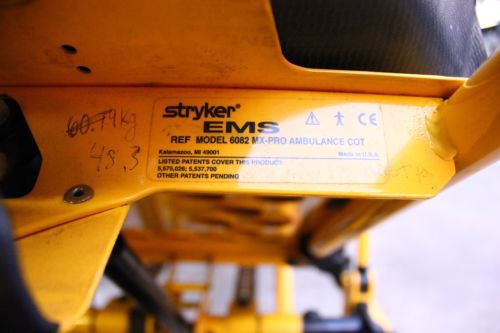 60.79kg
48.3
stryker®
EMS
REF MODEL 6082 MX-PRO AMBULANCE COT
Kalamazoo, MI 49001
Made in U.S.A.
LISTED PATENTS COVER THIS PRODUCT:
5,575,026; 5,537,700
OTHER PATENTS PENDING
CE